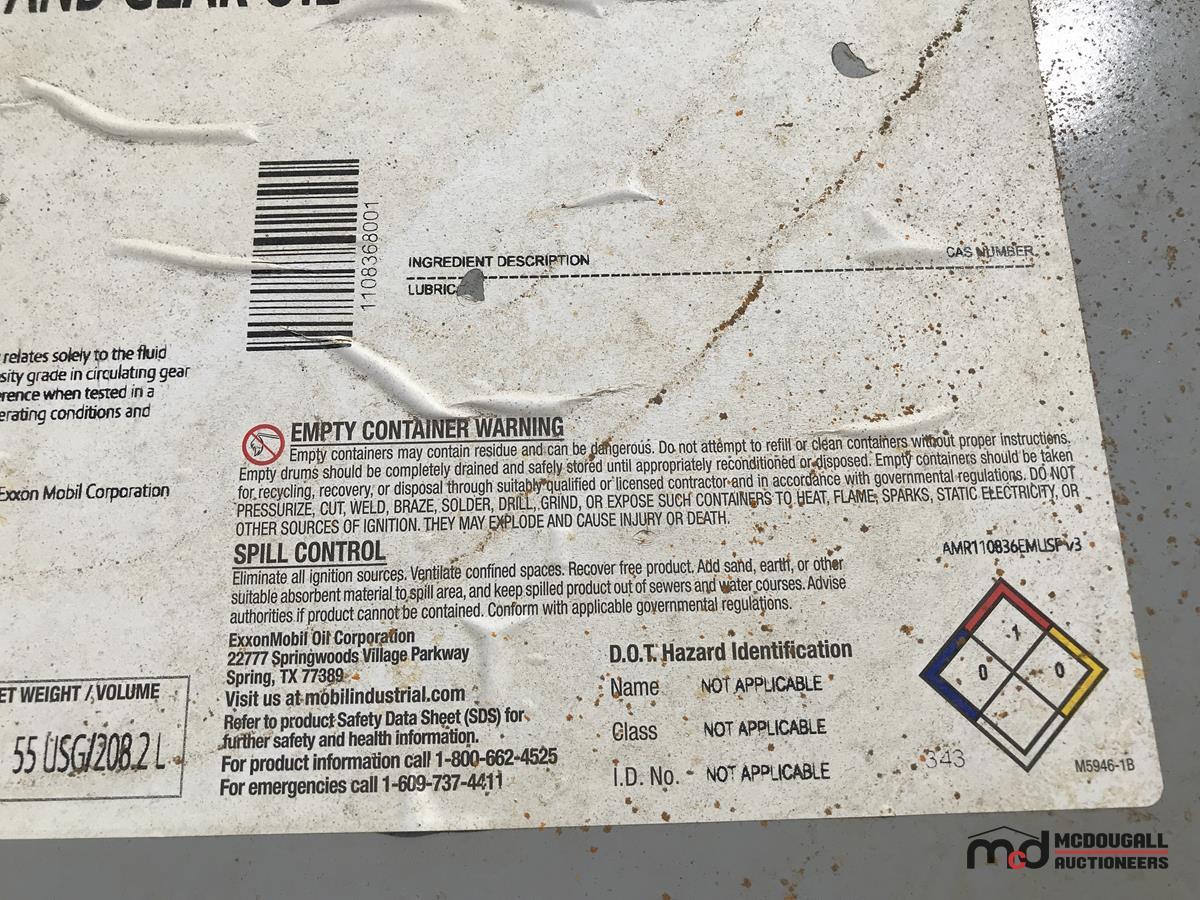 AND GEAR OIL
1108368001
INGREDIENT DESCRIPTION CAS NUMBER
LUBRIC
relates solely to the fluid
sity grade in circulating gear
rence when tested in a
erating conditions and
Exxon Mobil Corporation
EMPTY CONTAINER WARNING
Empty containers may contain residue and can be dangerous. Do not attempt to refill or clean containers without proper instructions.
Empty drums should be completely drained and safely stored until appropriately reconditioned or disposed. Empty containers should be taken
for recycling, recovery, or disposal through suitably qualified or licensed contractor and in accordance with governmental regulations. DO NOT
PRESSURIZE, CUT, WELD, BRAZE, SOLDER, DRILL, GRIND, OR EXPOSE SUCH CONTAINERS TO HEAT, FLAME, SPARKS, STATIC ELECTRICITY, OR
OTHER SOURCES OF IGNITION. THEY MAY EXPLODE AND CAUSE INJURY OR DEATH.
SPILL CONTROL
Eliminate all ignition sources. Ventilate confined spaces. Recover free product. Add sand, earth, or other
suitable absorbent material to spill area, and keep spilled product out of sewers and water courses. Advise
authorities if product cannot be contained. Conform with applicable governmental regulations.
AMR110836EMUSF v3
ExxonMobil Oil Corporation
22777 Springwoods Village Parkway
Spring, TX 77389
Visit us at mobilindustrial.com
Refer to product Safety Data Sheet (SDS) for
further safety and health information.
For product information call 1-800-662-4525
For emergencies call 1-609-737-4411
D.O.T. Hazard Identification
Name NOT APPLICABLE
Class NOT APPLICABLE
I.D. No. - NOT APPLICABLE
1
0 0
343
M5946-1B
ET WEIGHT / VOLUME
55 USG/208.2 L
mcd MCDOUGALL
AUCTIONEERS